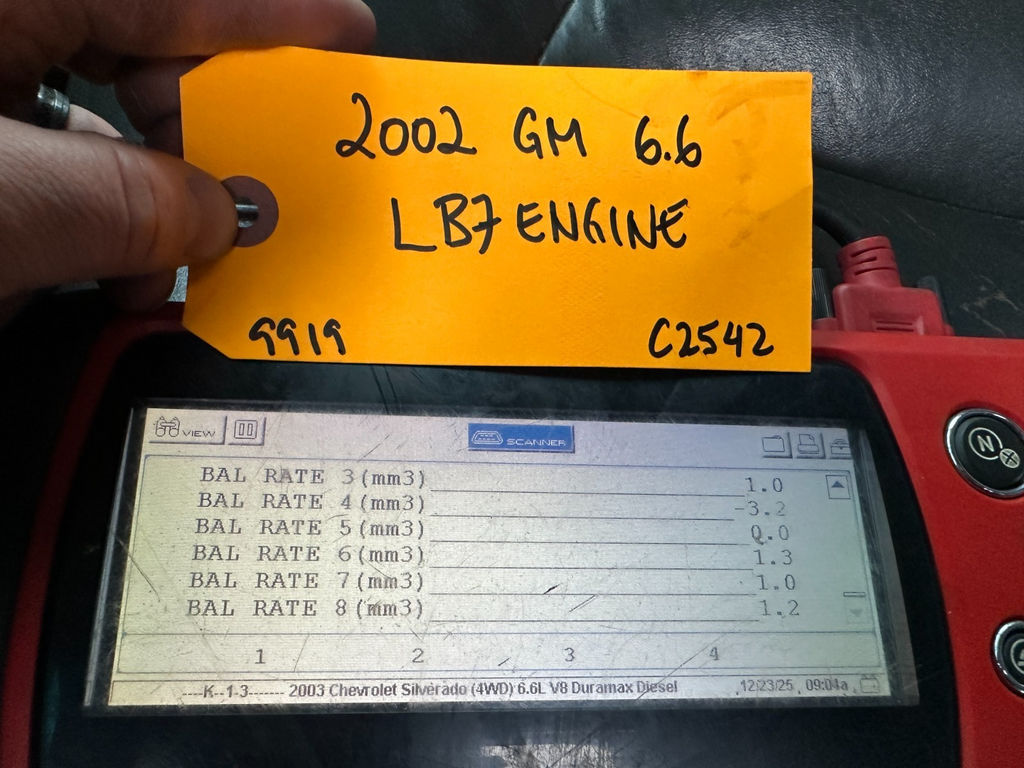 2002 GM 6.6
LB7 ENGINE
9919 C2542
VIEW SCANNER
BAL RATE 3(mm3) 1.0
BAL RATE 4(mm3) -3.2
BAL RATE 5(mm3) 0.0
BAL RATE 6(mm3) 1.3
BAL RATE 7(mm3) 1.0
BAL RATE 8(mm3) 1.2
1 2 3 4
----K--1-3------- 2003 Chevrolet Silverado (4WD) 6.6L V8 Duramax Diesel 12/23/25 09:04a
N